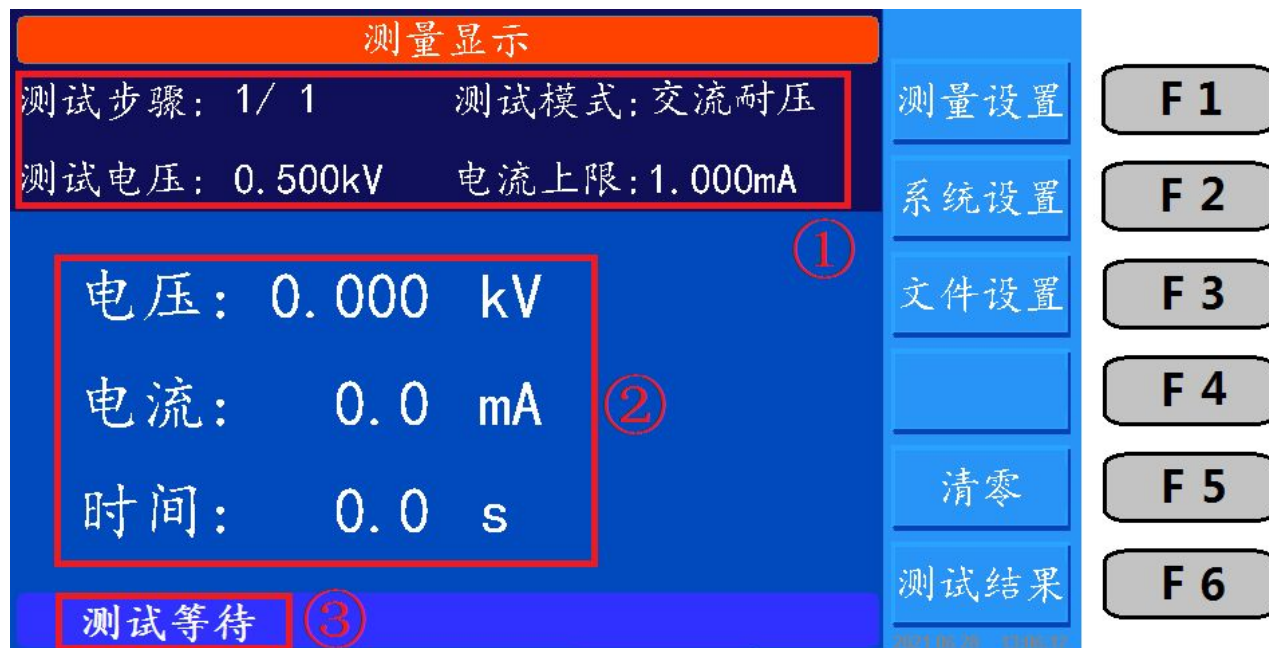 测量显示
测试步骤: 1/ 1 测试模式:交流耐压
测试电压: 0.500kV 电流上限:1.000mA
①
电压: 0.000 kV
电流: 0.0 mA
②
时间: 0.0 s
测试等待
③
测量设置 F1
系统设置 F2
文件设置 F3
F4
清零 F5
测试结果 F6